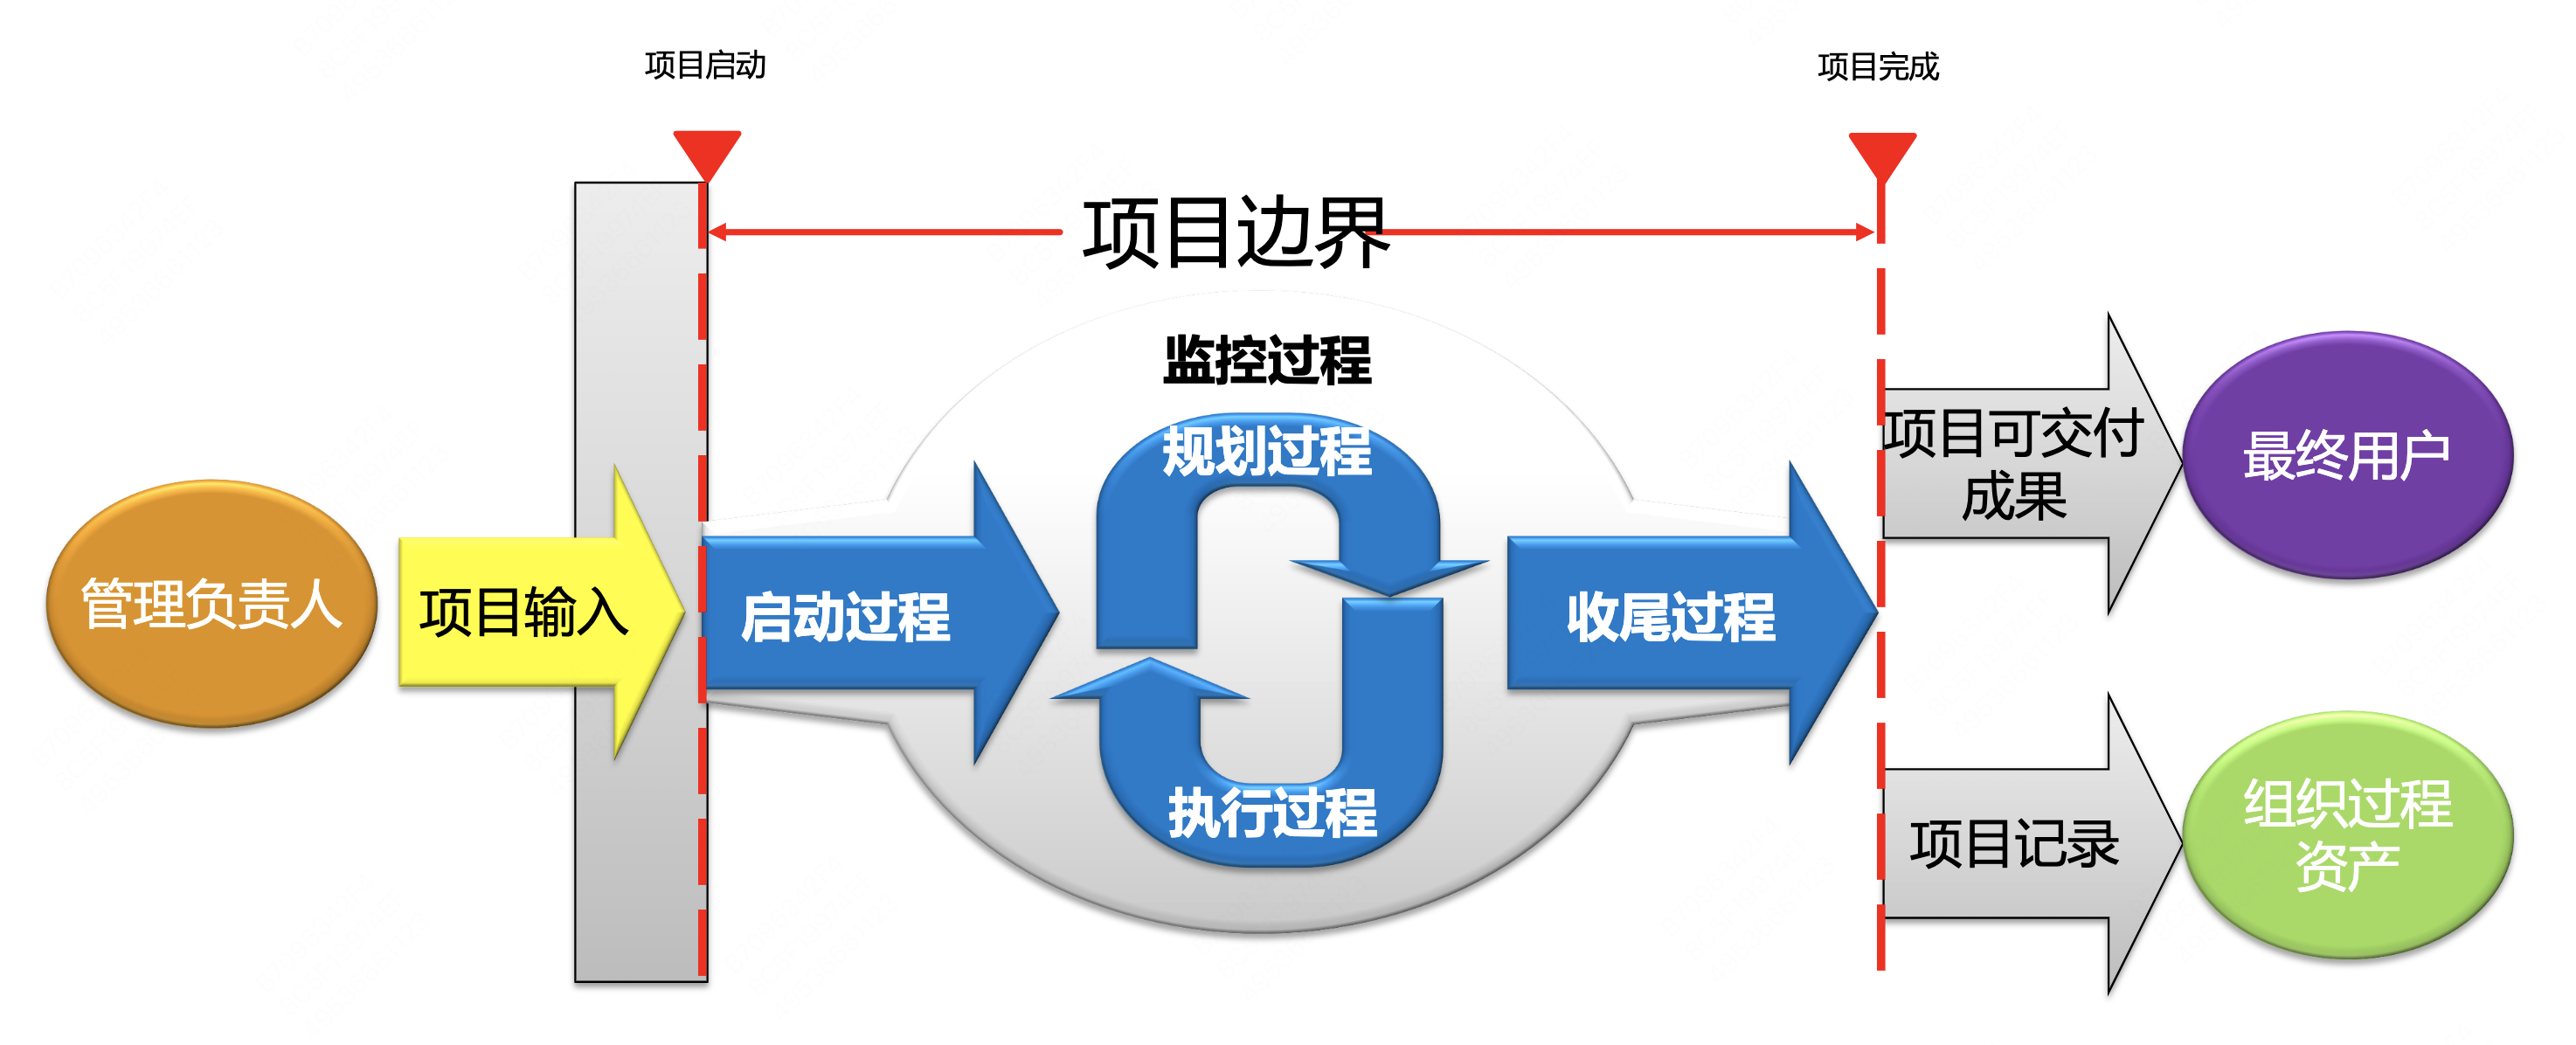 项目启动
项目完成
项目边界
监控过程
规划过程
项目可交付
成果
最终用户
管理负责人
项目输入
启动过程
收尾过程
执行过程
项目记录
组织过程
资产